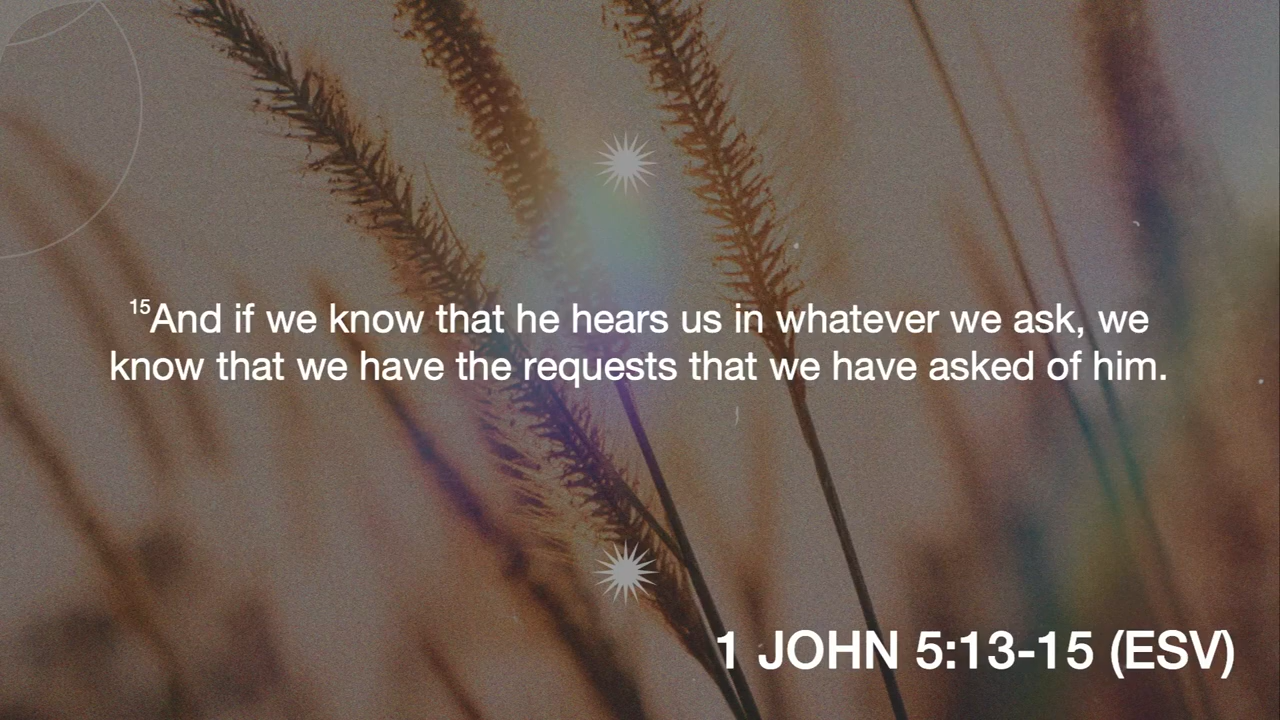 15And if we know that he hears us in whatever we ask, we
know that we have the requests that we have asked of him.
1 JOHN 5:13-15 (ESV)